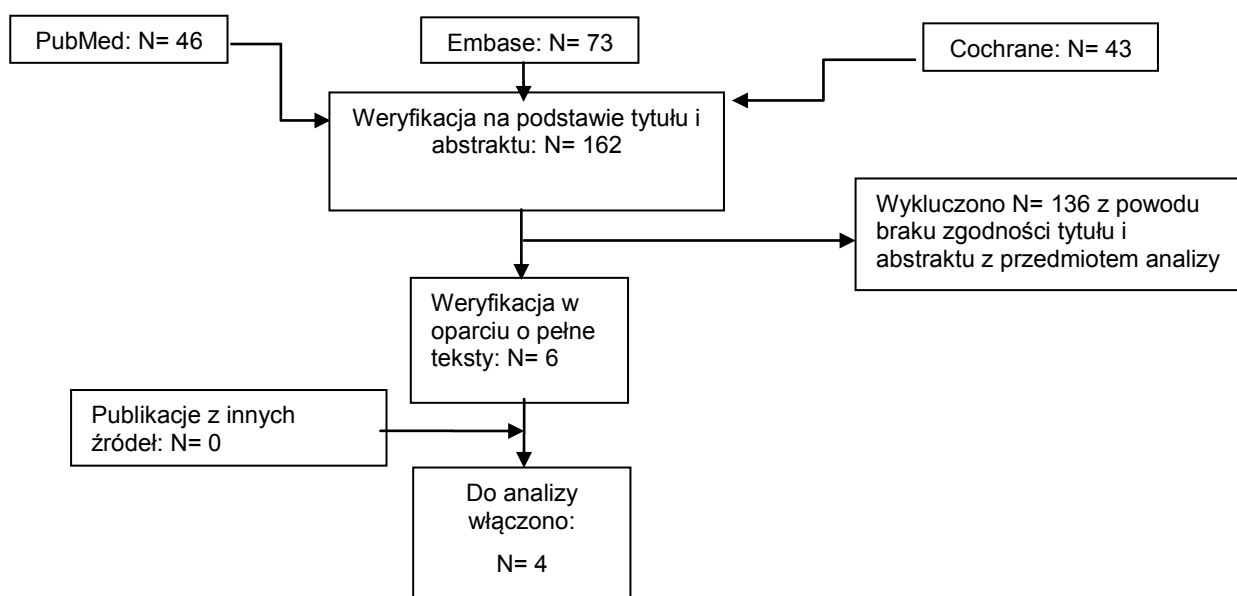 PubMed: N= 46
Embase: N= 73
Cochrane: N= 43
Weryfikacja na podstawie tytułu i
abstraktu: N= 162
Wykluczono N= 136 z powodu
braku zgodności tytułu i
abstraktu z przedmiotem analizy
Weryfikacja w
oparciu o pełne
teksty: N= 6
Publikacje z innych
źródeł: N= 0
Do analizy
włączono:
N= 4